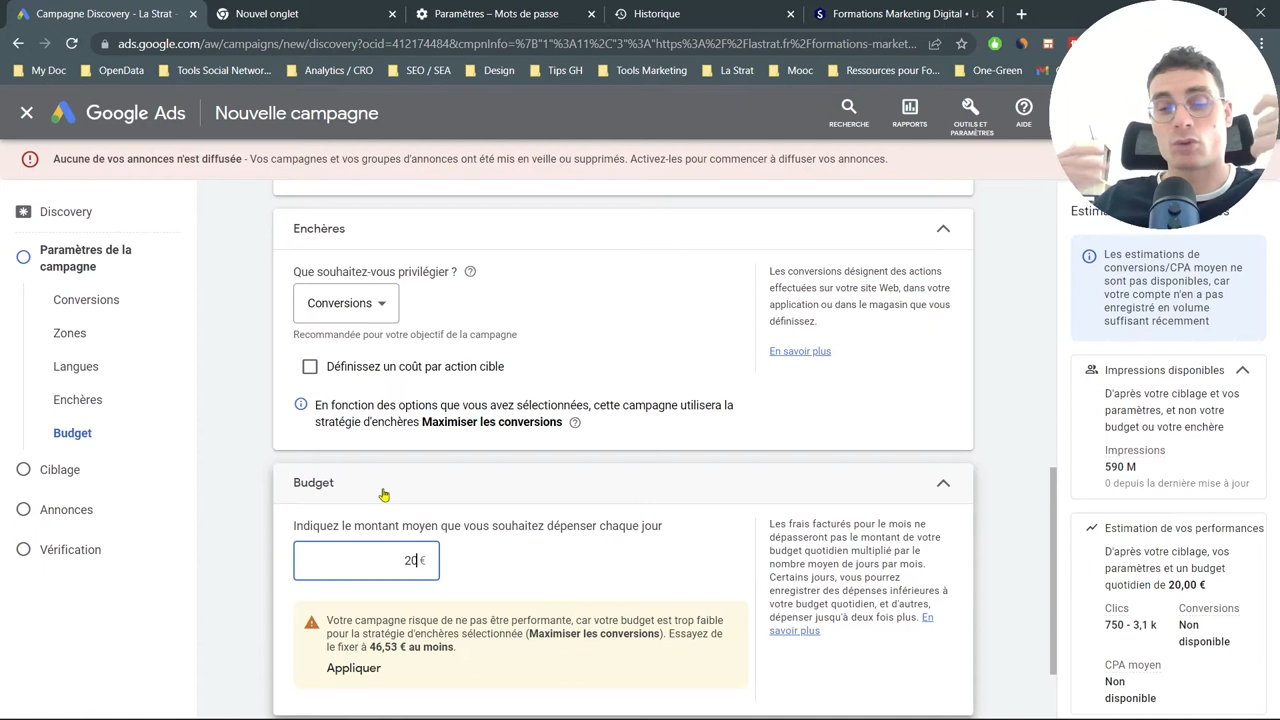 Campagne Discovery - La Strat
Nouvel onglet
Paramètres – Mots de passe
Historique
Formations Marketing Digital •
ads.google.com/aw/campaigns/new/discovery?cid=412174484&cmpInfo=%7B"1"%3A11%2C"3"%3A"https%3A%2F%2Flastrat.fr%2Fformations-market...
My Doc
OpenData
Tools Social Networ...
Analytics CRO
SEO / SEA
Design
Tips GH
Tools Marketing
La Strat
Mooc
Ressources pour Fo...
One-Green
Google Ads
Nouvelle campagne
RECHERCHE
RAPPORTS
OUTILS ET
PARAMÈTRES
AIDE
Aucune de vos annonces n'est diffusée - Vos campagnes et vos groupes d'annonces ont été mis en veille ou supprimés. Activez-les pour commencer à diffuser vos annonces.
Discovery
Paramètres de la
campagne
Conversions
Zones
Langues
Enchères
Budget
Ciblage
Annonces
Vérification
Enchères
Que souhaitez-vous privilégier ?
Conversions
Recommandée pour votre objectif de la campagne
Définissez un coût par action cible
En fonction des options que vous avez sélectionnées, cette campagne utilisera la
stratégie d'enchères Maximiser les conversions
Les conversions désignent des actions
effectuées sur votre site Web, dans votre
application ou dans le magasin que vous
définissez.
En savoir plus
Budget
Indiquez le montant moyen que vous souhaitez dépenser chaque jour
20 €
Votre campagne risque de ne pas être performante, car votre budget est trop faible
pour la stratégie d'enchères sélectionnée (Maximiser les conversions). Essayez de
le fixer à 46,53 € au moins.
Appliquer
Les frais facturés pour le mois ne
dépasseront pas le montant de votre
budget quotidien multiplié par le
nombre moyen de jours par mois.
Certains jours, vous pourrez
enregistrer des dépenses inférieures à
votre budget quotidien, et d'autres,
dépenser jusqu'à deux fois plus. En
savoir plus
Les estimations de
conversions/CPA moyen ne
sont pas disponibles, car
votre compte n'en a pas
enregistré en volume
suffisant récemment
Impressions disponibles
D'après votre ciblage et vos
paramètres, et non votre
budget ou votre enchère
Impressions
590 M
0 depuis la dernière mise à jour
Estimation de vos performances
D'après votre ciblage, vos
paramètres et un budget
quotidien de 20,00 €
Clics
750 - 3,1 k
Conversions
Non
disponible
CPA moyen
Non
disponible